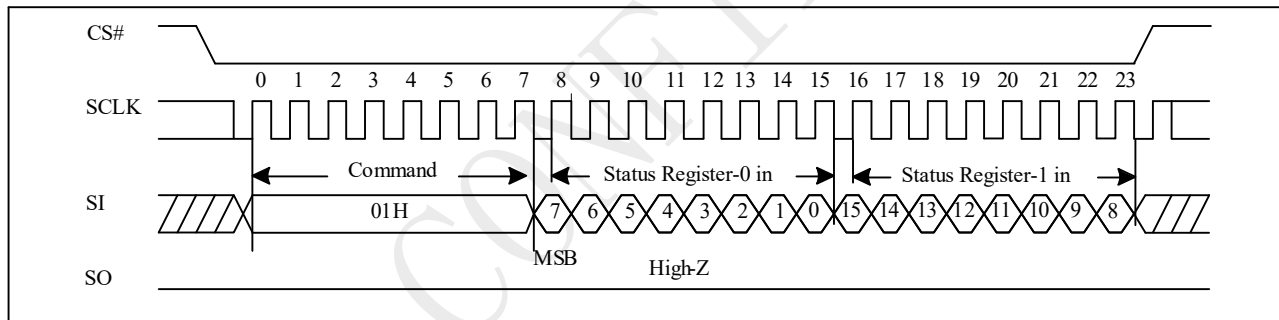 CS#
0 1 2 3 4 5 6 7 8 9 10 11 12 13 14 15 16 17 18 19 20 21 22 23
SCLK
Command Status Register-0 in Status Register-1 in
SI
01H 7 6 5 4 3 2 1 0 15 14 13 12 11 10 9 8
MSB High-Z
SO